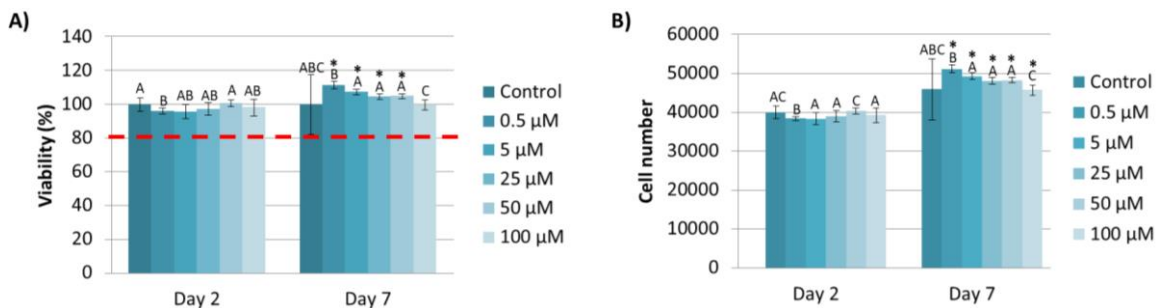 A)
140
120
100
80
60
40
20
0
Viability (%)
A B AB AB A AB
* * * *
ABC B A A A C
Day 2 Day 7
Control
0.5 µM
5 µM
25 µM
50 µM
100 µM
B)
60000
50000
40000
30000
20000
10000
0
Cell number
AC B A A C A
* * * * *
ABC B A A A C
Day 2 Day 7
Control
0.5 µM
5 µM
25 µM
50 µM
100 µM